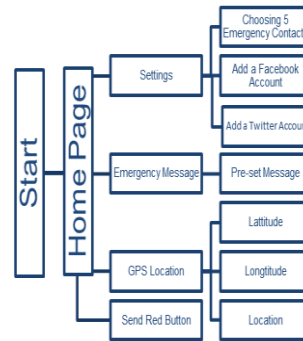 Start
Home Page
Settings
Choosing 5
Emergency Contact
Add a Facebook
Account
Add a Twitter Accoun
Emergency Message
Pre-set Message
GPS Location
Lattitude
Longtitude
Location
Send Red Button